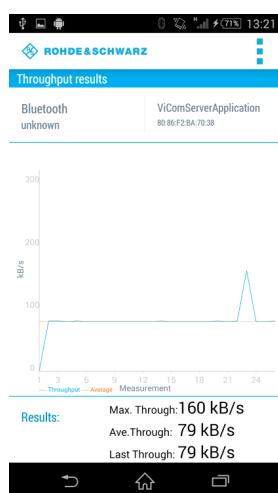 71% 13:21
ROHDE&SCHWARZ
Throughput results
Bluetooth
unknown
ViComServerApplication
80:86:F2:BA:70:38
300
200
100
0
kB/s
1 3 6 9 12 15 18 21 24
Throughput Average Measurement
Results:
Max. Through: 160 kB/s
Ave.Through: 79 kB/s
Last Through: 79 kB/s